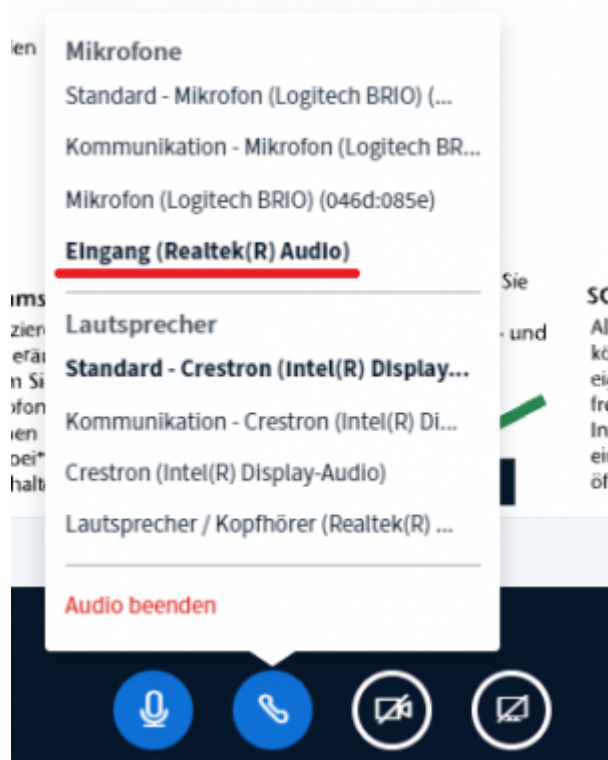 en
Mikrofone
Standard - Mikrofon (Logitech BRIO) (...
Kommunikation - Mikrofon (Logitech BR...
Mikrofon (Logitech BRIO) (046d:085e)
Eingang (Realtek(R) Audio)
Lautsprecher
Standard - Crestron (Intel(R) Display...
Kommunikation - Crestron (Intel(R) Di...
Crestron (Intel(R) Display-Audio)
Lautsprecher / Kopfhörer (Realtek(R) ...
Audio beenden
Sie
- und